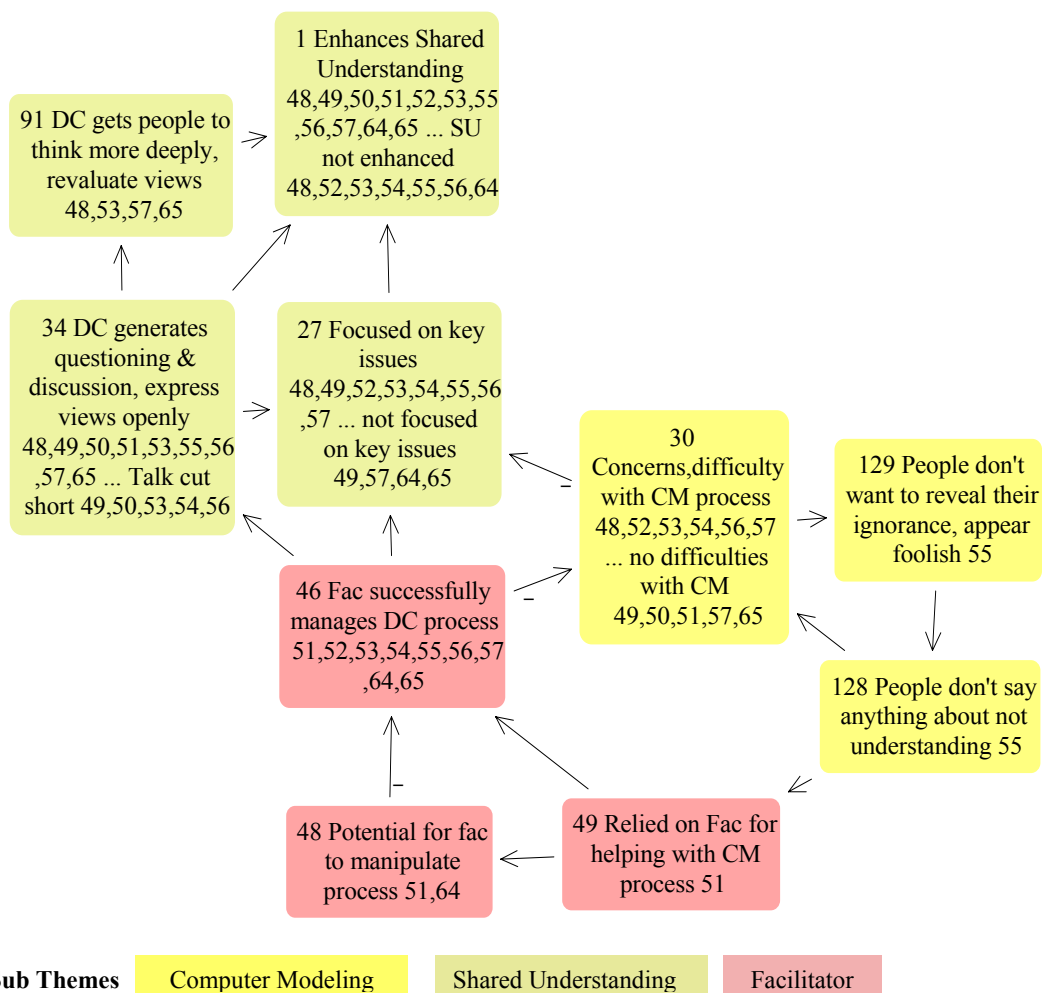 1 Enhances Shared
Understanding
48,49,50,51,52,53,55
,56,57,64,65 ... SU
not enhanced
48,52,53,54,55,56,64
91 DC gets people to
think more deeply,
revaluate views
48,53,57,65
34 DC generates
questioning &
discussion, express
views openly
48,49,50,51,53,55,56
,57,65 ... Talk cut
short 49,50,53,54,56
27 Focused on key
issues
48,49,52,53,54,55,56
,57 ... not focused
on key issues
49,57,64,65
30
Concerns,difficulty
with CM process
48,52,53,54,56,57
... no difficulties
with CM
49,50,51,57,65
129 People don't
want to reveal their
ignorance, appear
foolish 55
46 Fac successfully
manages DC process
51,52,53,54,55,56,57
,64,65
128 People don't say
anything about not
understanding 55
48 Potential for fac
to manipulate
process 51,64
49 Relied on Fac for
helping with CM
process 51
–
–
–
ub Themes
Computer Modeling
Shared Understanding
Facilitator